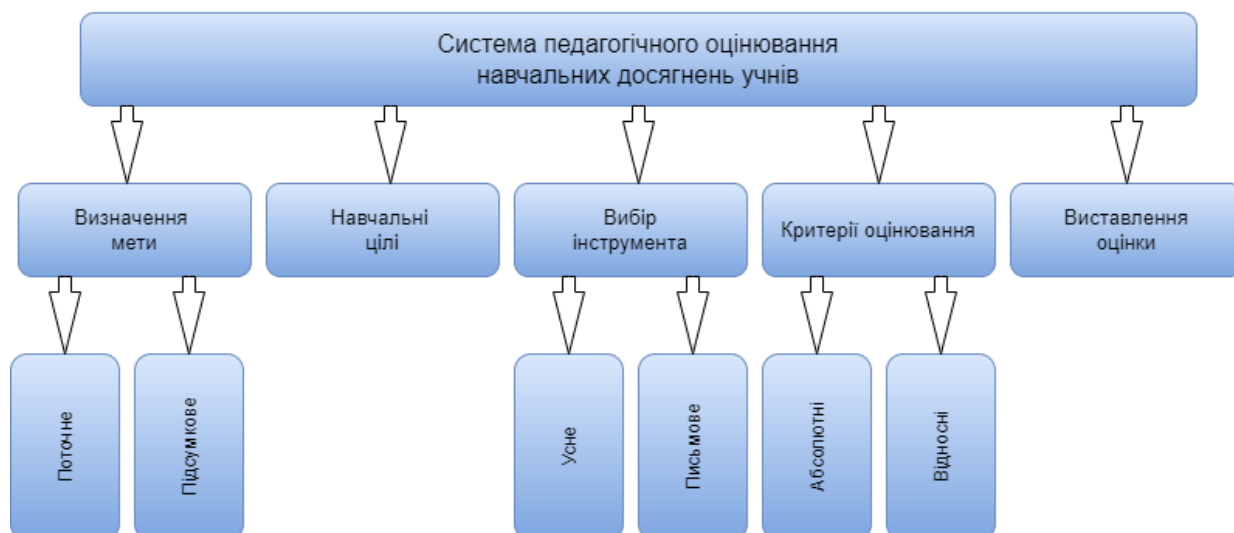 Система педагогічного оцінювання
навчальних досягнень учнів
Визначення
мети
Навчальні
цілі
Вибір
інструмента
Критерії оцінювання
Виставлення
оцінки
Поточне
Підсумкове
Усне
Письмове
Абсолютні
Відносні